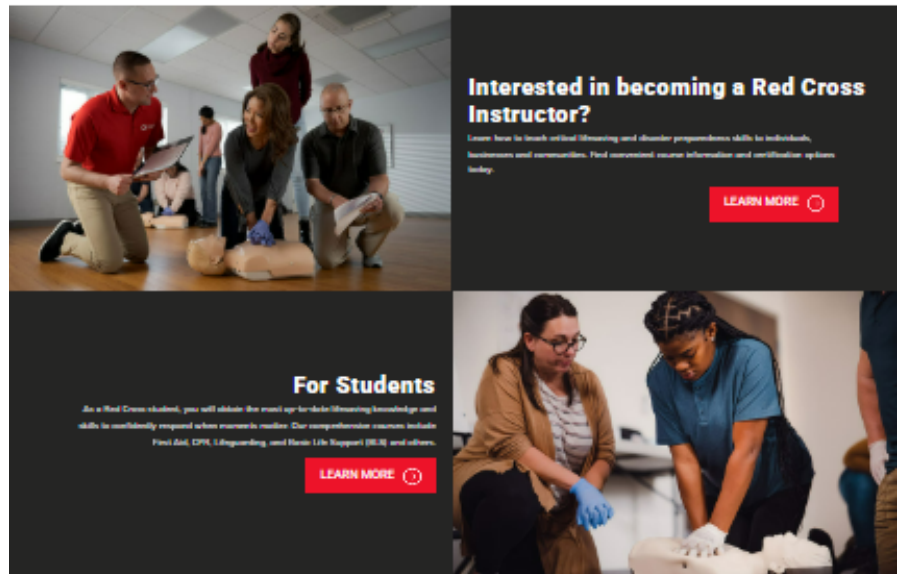 Interested in becoming a Red Cross
Instructor?
Learn how to teach critical lifesaving and disaster preparedness skills to individuals,
businesses and communities. Find convenient course information and certification options
today.
LEARN MORE
For Students
As a Red Cross student, you will obtain the most up-to-date lifesaving knowledge and
skills to confidently respond when moments matter. Our comprehensive courses include
First Aid, CPR, Lifeguarding, and Basic Life Support (BLS) and others.
LEARN MORE